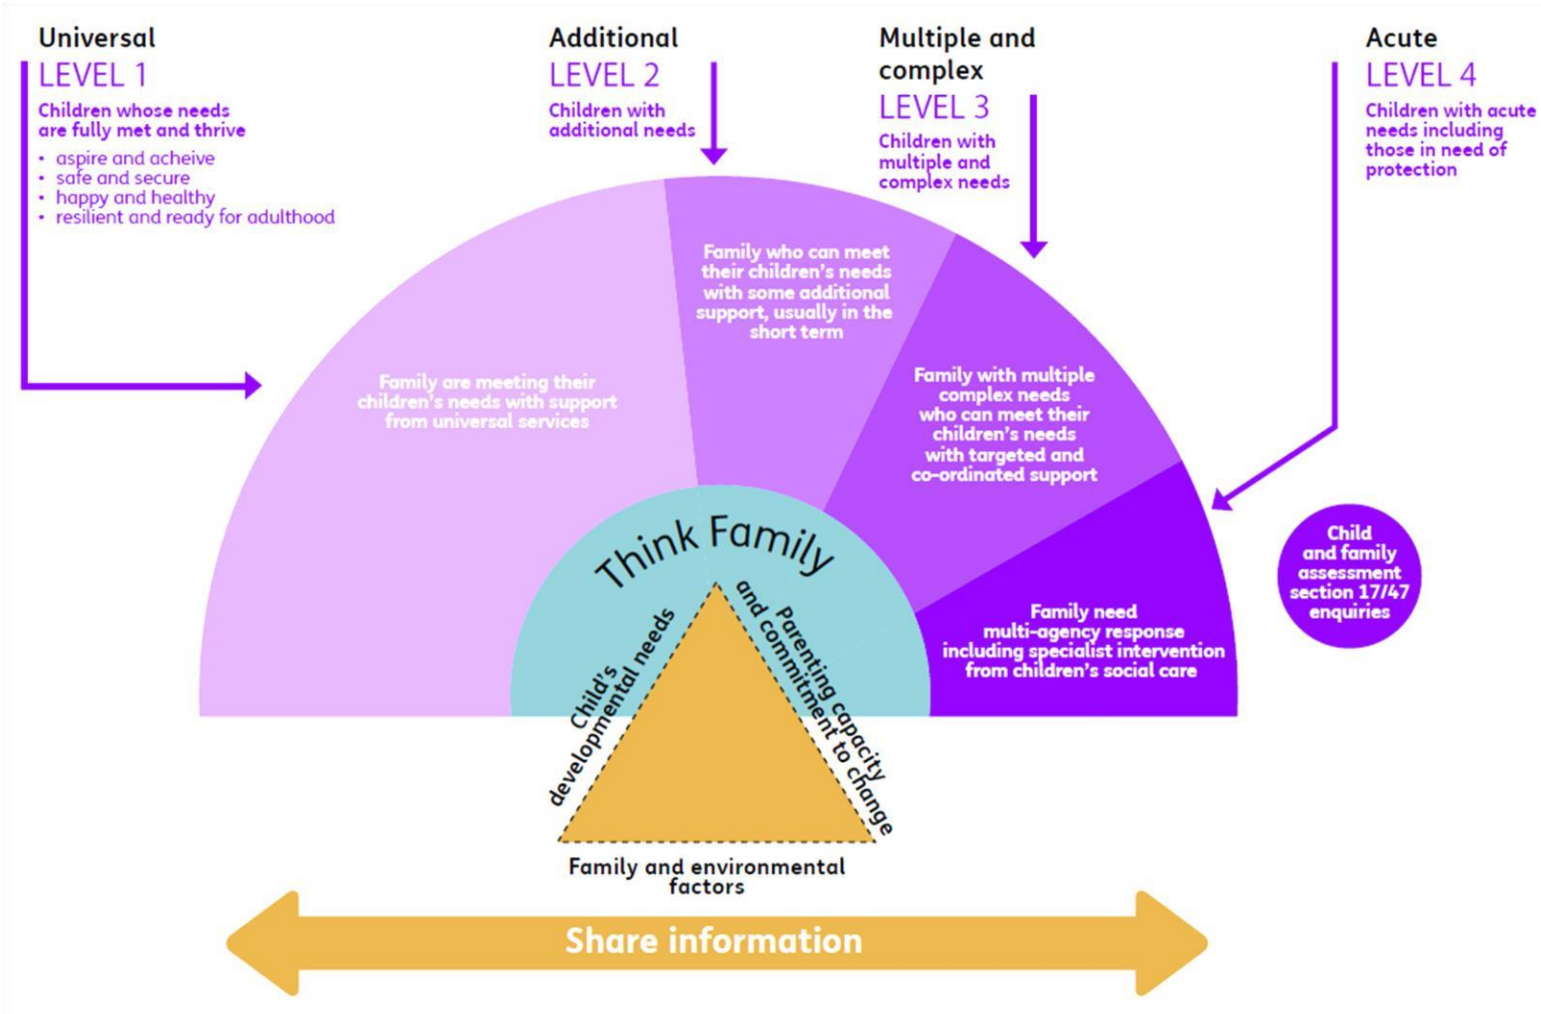 Universal
LEVEL 1
Children whose needs
are fully met and thrive
• aspire and acheive
• safe and secure
• happy and healthy
• resilient and ready for adulthood
Additional
LEVEL 2
Children with
additional needs
Multiple and
complex
LEVEL 3
Children with
multiple and
complex needs
Acute
LEVEL 4
Children with acute
needs including
those in need of
protection
Family are meeting their
children's needs with support
from universal services
Family who can meet
their children's needs
with some additional
support, usually in the
short term
Family with multiple
complex needs
who can meet their
children's needs
with targeted and
co-ordinated support
Family need
multi-agency response
including specialist intervention
from children's social care
Child
and family
assessment
section 17/47
enquiries
Think Family
Child's
developmental needs
Parenting capacity
and commitment to change
Family and environmental
factors
Share information